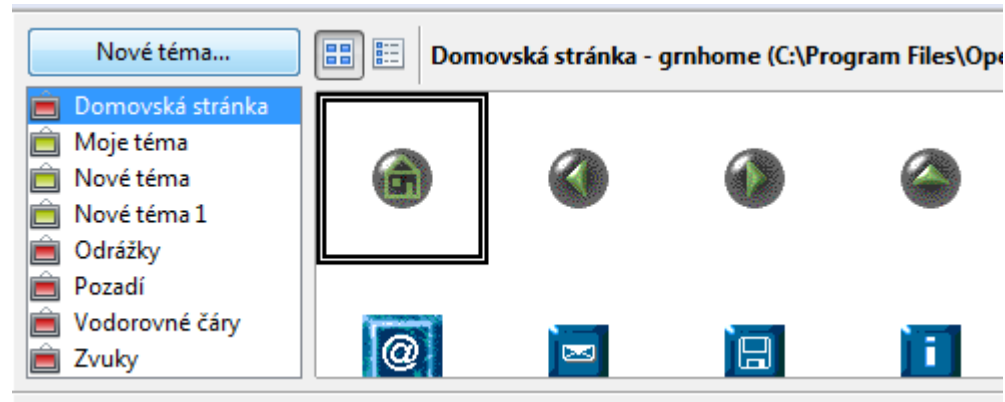 Nové téma...
Domovská stránka - grnhome (C:\Program Files\Ope
Domovská stránka
Moje téma
Nové téma
Nové téma 1
Odrážky
Pozadí
Vodorovné čáry
Zvuky
@
i